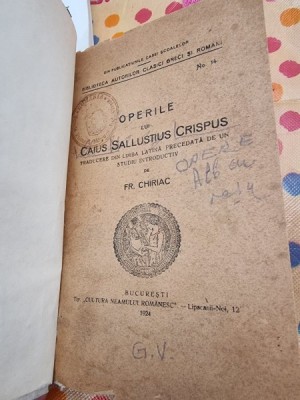 DIN PUBLICAȚIUNILE CASEI ȘCOALELOR
BIBLIOTECA AUTORILOR CLASICI GRECI ȘI ROMANI
No. 14
OPERILE
LUI
CAIUS SALLUSTIUS CRISPUS
TRADUCERE DIN LIMBA LATINĂ PRECEDATĂ DE UN
STUDIU INTRODUCTIV
DE
FR. CHIRIAC
OPERE
BUCUREȘTI
Tip. „CULTURA NEAMULUI ROMÂNESC" — Lipscanii-Noi, 12
1924
G.V.